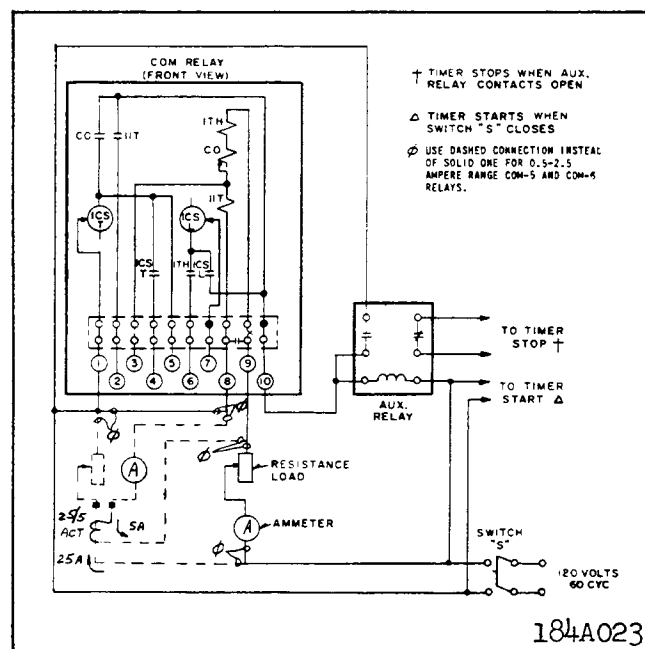 COM RELAY
(FRONT VIEW)
† TIMER STOPS WHEN AUX.
RELAY CONTACTS OPEN
Δ TIMER STARTS WHEN
SWITCH "S" CLOSES
ϕ USE DASHED CONNECTION INSTEAD
OF SOLID ONE FOR 0.5-2.5
AMPERE RANGE COM-5 AND COM-6
RELAYS.
ITH
CO
IIT
CO
IIT
ICS
T
ICS
ICS
T
ITH
ICS
L
1
3
5
7
9
2
4
6
8
10
TO TIMER
STOP †
TO TIMER
START Δ
AUX.
RELAY
ϕ
ϕ
ϕ
A
RESISTANCE
LOAD
25/5
ACT
5A
A
AMMETER
ϕ
25A
SWITCH
"S"
120 VOLTS
60 CYC
184A023